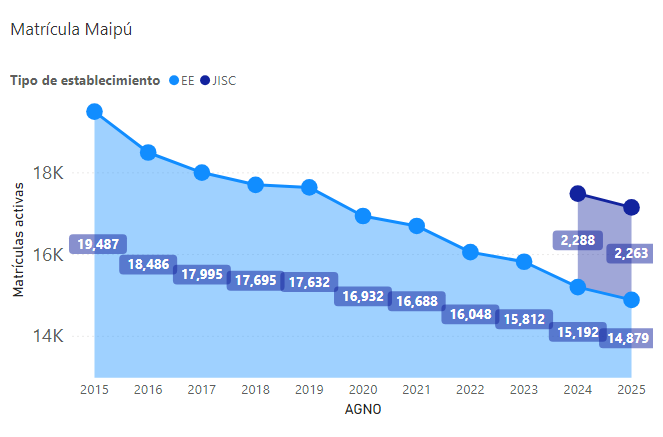 Matrícula Maipú
Tipo de establecimiento EE JISC
Matrículas activas
18K
16K
14K
19,487
18,486
17,995
17,695
17,632
16,932
16,688
16,048
15,812
15,192
14,879
2,288
2,263
2015 2016 2017 2018 2019 2020 2021 2022 2023 2024 2025
AGNO